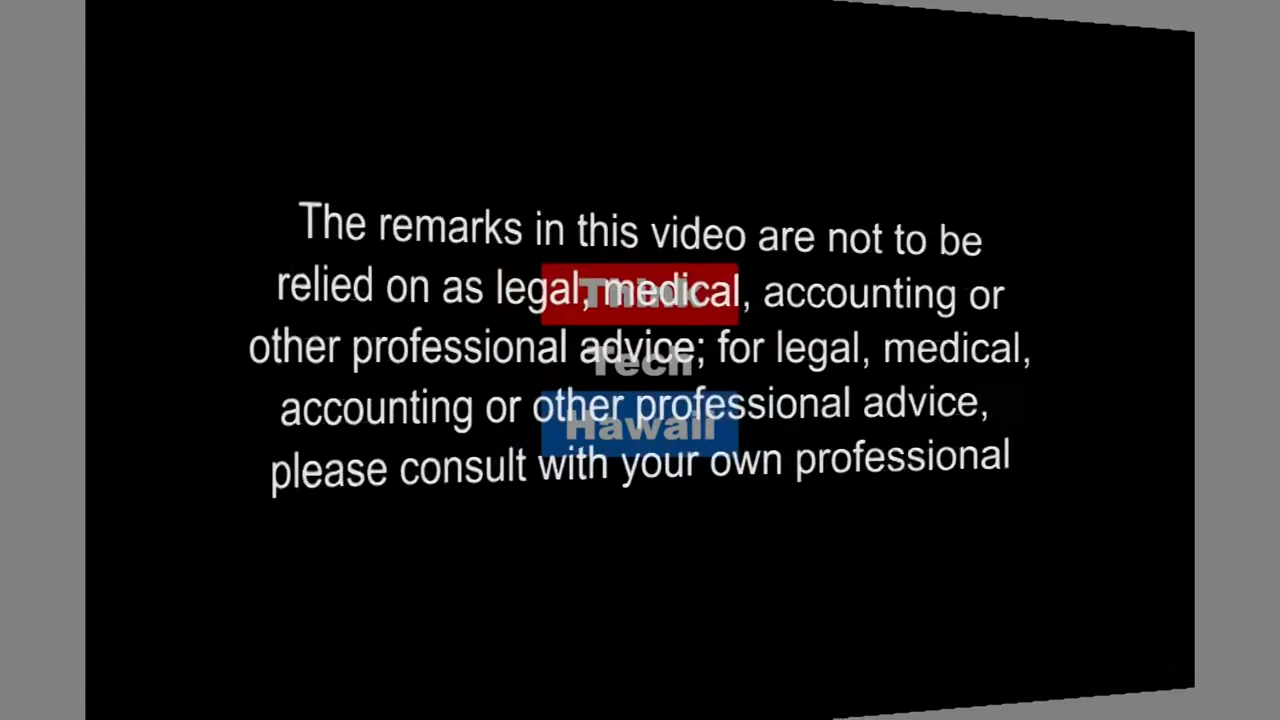 The remarks in this video are not to be
relied on as legal, medical, accounting or
other professional advice; for legal, medical,
accounting or other professional advice,
please consult with your own professional
Think
Tech
Hawaii